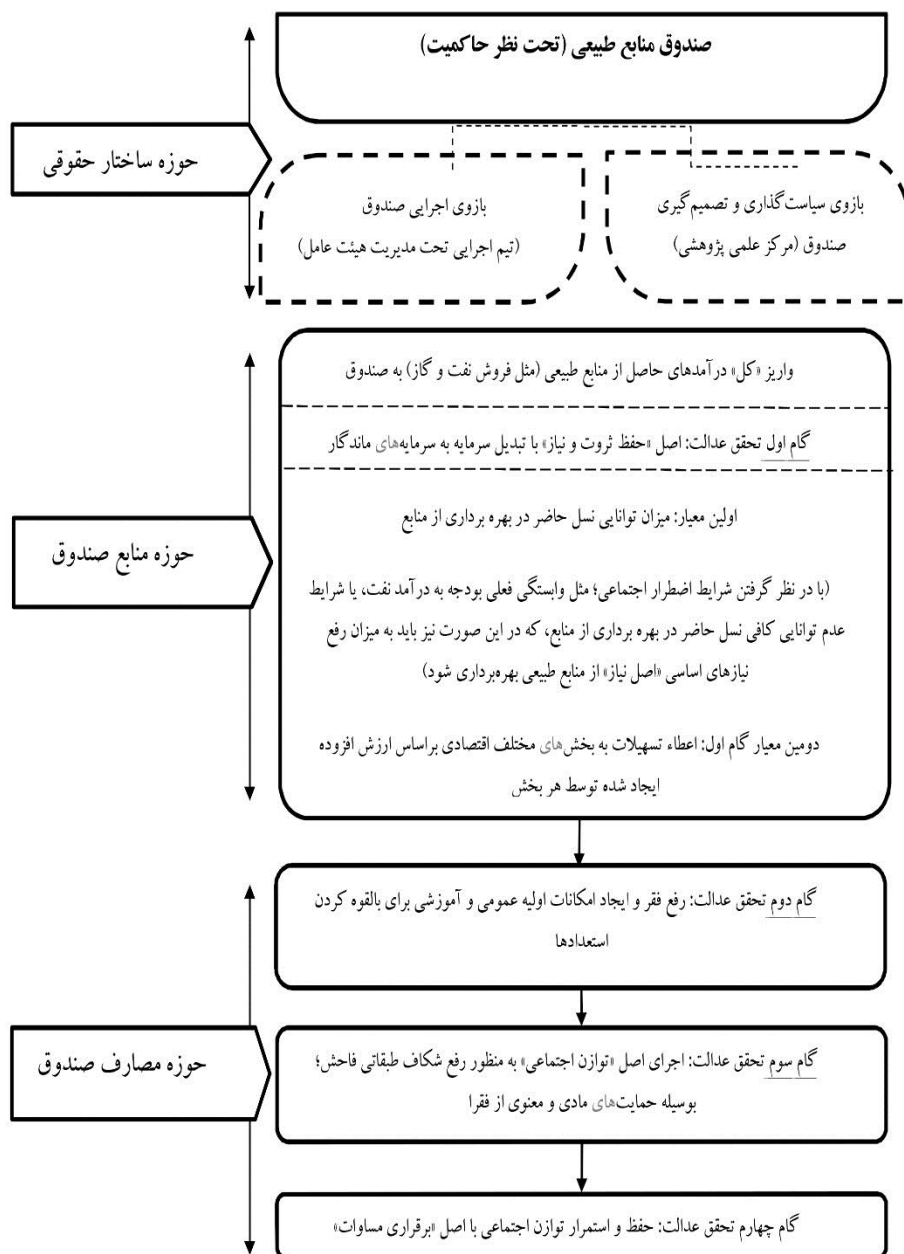 صندوق منابع طبیعی (تحت نظر حاکمیت)
حوزه ساختار حقوقی
بازوی سیاست‌گذاری و تصمیم‌گیری
صندوق (مرکز علمی پژوهشی)
بازوی اجرایی صندوق
(تیم اجرایی تحت مدیریت هیئت عامل)
حوزه منابع صندوق
واریز «کل» درآمدهای حاصل از منابع طبیعی (مثل فروش نفت و گاز) به صندوق
گام اول تحقق عدالت: اصل «حفظ ثروت و نیاز» با تبدیل سرمایه به سرمایه‌های ماندگار
اولین معیار: میزان توانایی نسل حاضر در بهره برداری از منابع
(با در نظر گرفتن شرایط اضطرار اجتماعی؛ مثل وابستگی فعلی بودجه به درآمد نفت، یا شرایط
عدم توانایی کافی نسل حاضر در بهره برداری از منابع، که در این صورت نیز باید به میزان رفع
نیازهای اساسی «اصل نیاز» از منابع طبیعی بهره‌برداری شود)
دومین معیار گام اول: اعطاء تسهیلات به بخش‌های مختلف اقتصادی براساس ارزش افزوده
ایجاد شده توسط هر بخش
حوزه مصارف صندوق
گام دوم تحقق عدالت: رفع فقر و ایجاد امکانات اولیه عمومی و آموزشی برای بالقوه کردن
استعدادها
گام سوم تحقق عدالت: اجرای اصل «توازن اجتماعی» به منظور رفع شکاف طبقاتی فاحش؛
بوسیله حمایت‌های مادی و معنوی از فقرا
گام چهارم تحقق عدالت: حفظ و استمرار توازن اجتماعی با اصل «برقراری مساوات»